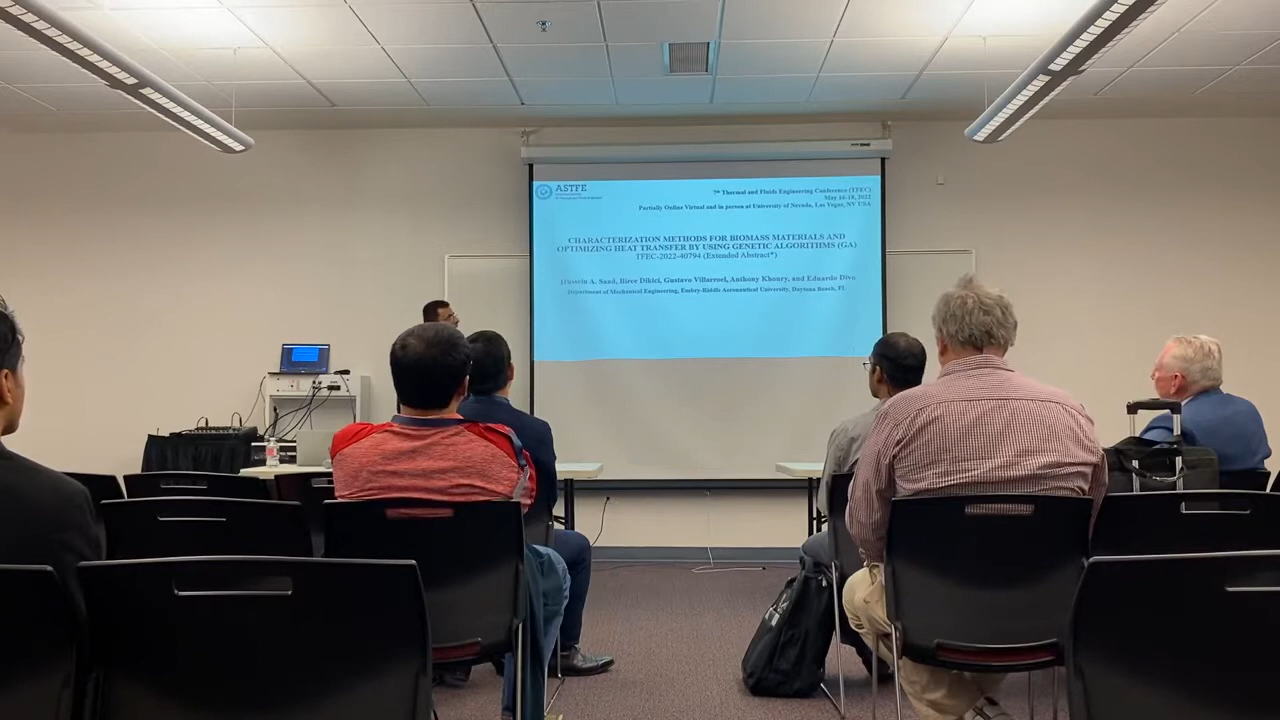 ASTFE
7th Thermal and Fluids Engineering Conference (TFEC)
May 16-18, 2022
Partially Online Virtual and in person at University of Nevada, Las Vegas, NV USA
CHARACTERIZATION METHODS FOR BIOMASS MATERIALS AND
OPTIMIZING HEAT TRANSFER BY USING GENETIC ALGORITHMS (GA)
TFEC-2022-40794 (Extended Abstract*)
Hussein A. Saad, Birce Dikici, Gustavo Villarroel, Anthony Khoury, and Eduardo Divo
Department of Mechanical Engineering, Embry-Riddle Aeronautical University, Daytona Beach, FL